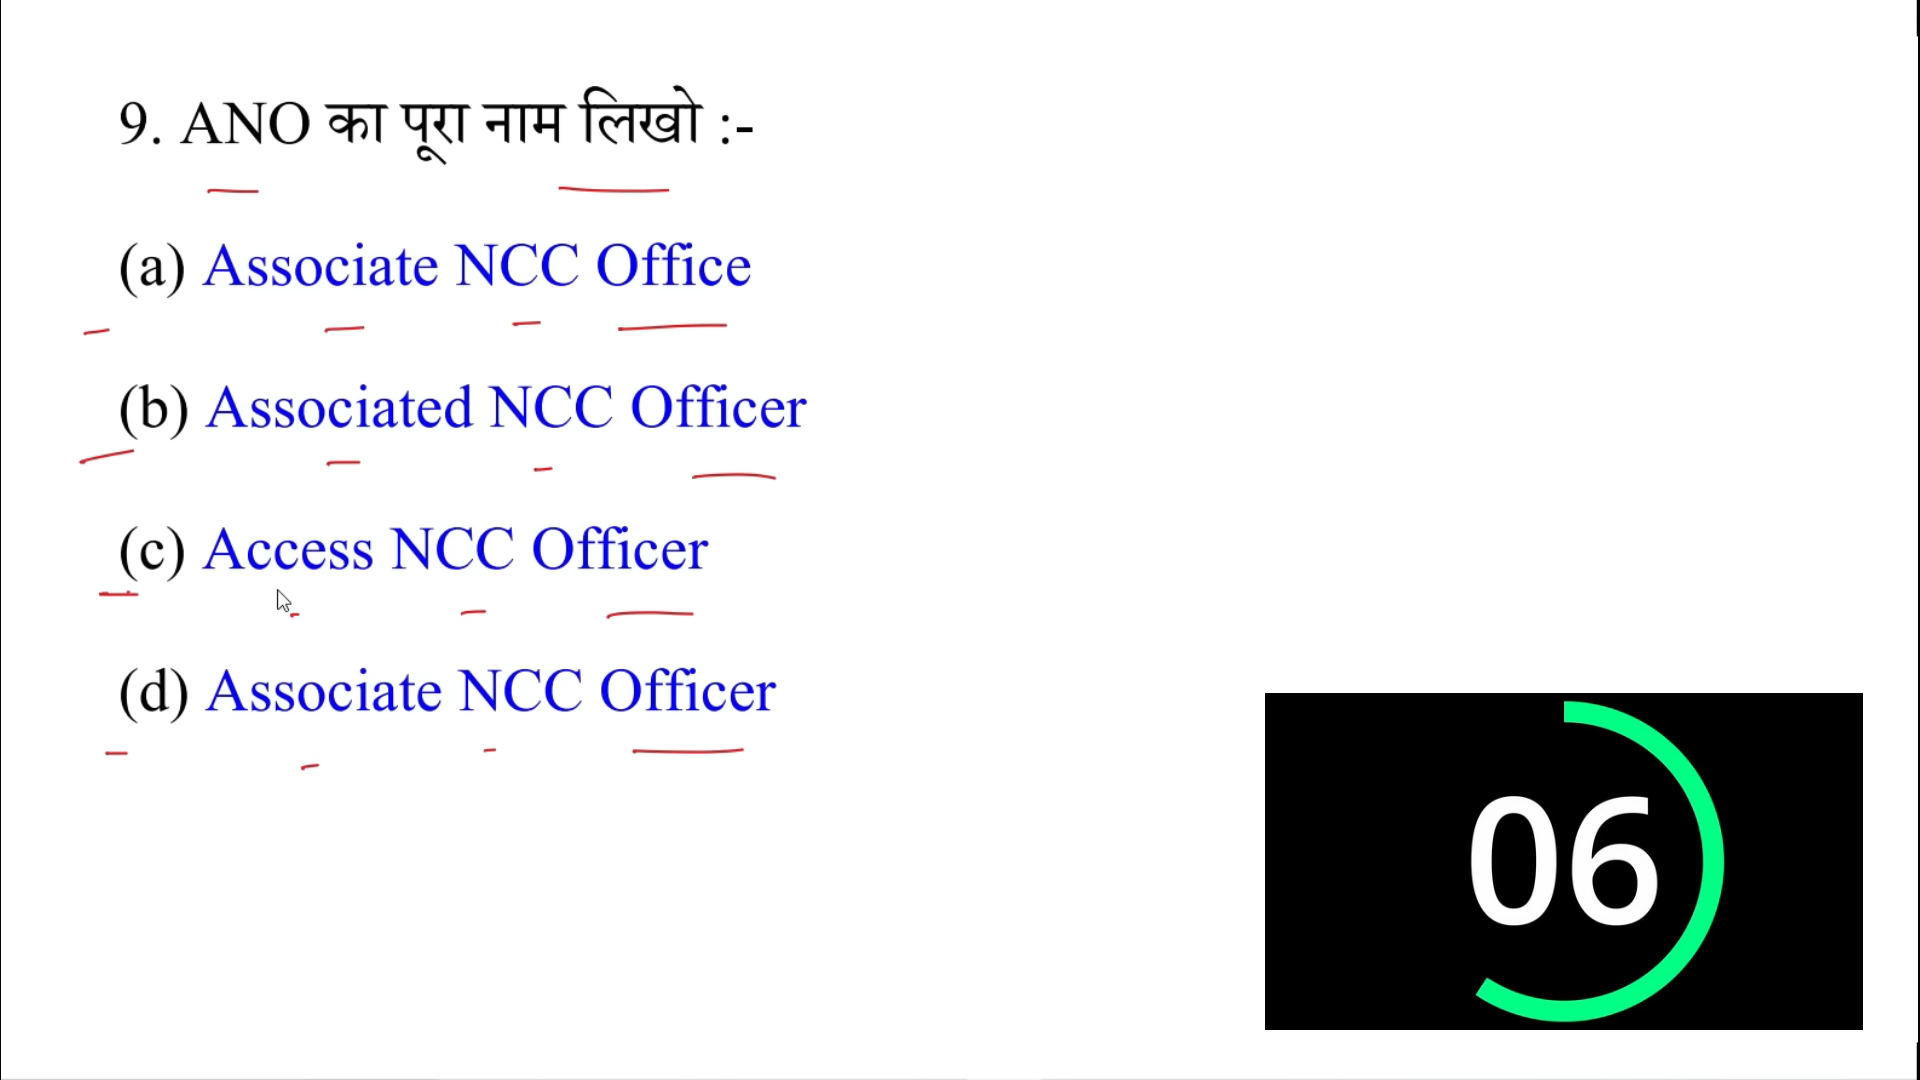 9. ANO का पूरा नाम लिखो :-
(a) Associate NCC Office
(b) Associated NCC Officer
(c) Access NCC Officer
(d) Associate NCC Officer
06